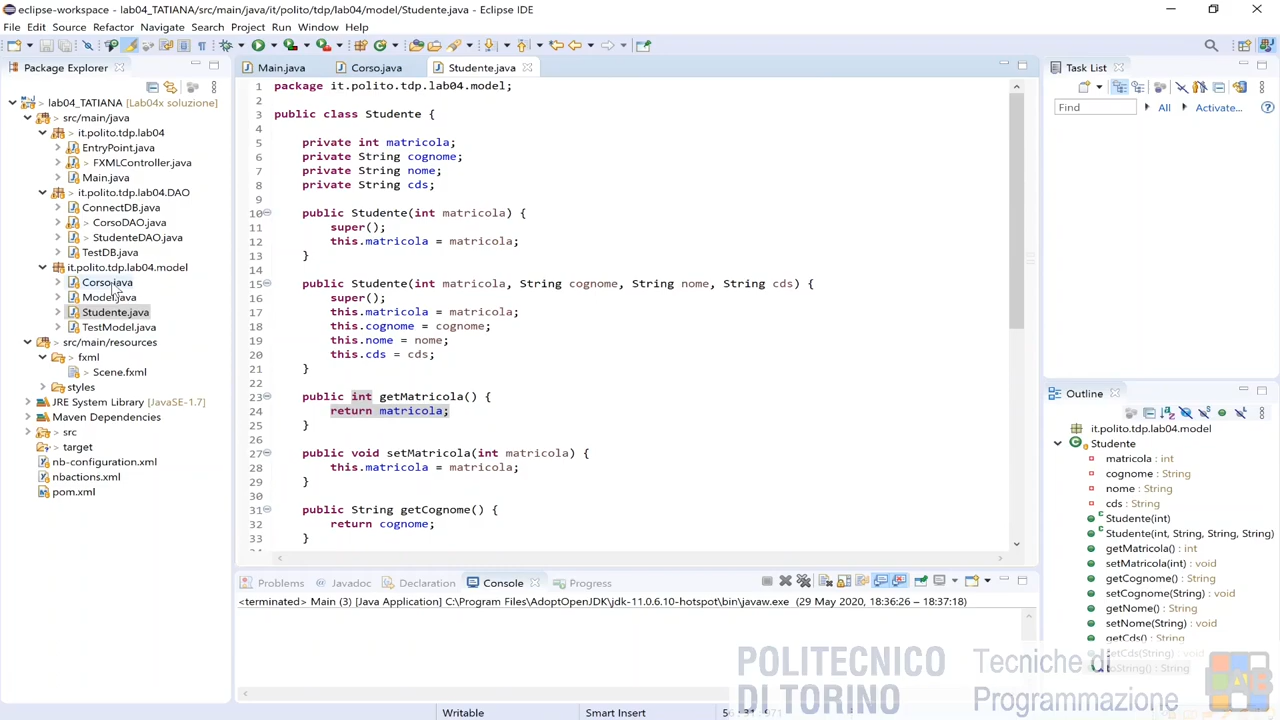 eclipse-workspace - lab04_TATIANA/src/main/java/it/polito/tdp/lab04/model/Studente.java - Eclipse IDE
File Edit Source Refactor Navigate Search Project Run Window Help
Package Explorer
Main.java Corso.java Studente.java
Task List
Find All Activate...
> lab04_TATIANA [Lab04x soluzione]
src/main/java
> it.polito.tdp.lab04
EntryPoint.java
> FXMLController.java
Main.java
> it.polito.tdp.lab04.DAO
ConnectDB.java
> CorsoDAO.java
> StudenteDAO.java
TestDB.java
it.polito.tdp.lab04.model
Corso.java
Model.java
Studente.java
TestModel.java
> src/main/resources
> fxml
> Scene.fxml
styles
JRE System Library [JavaSE-1.7]
Maven Dependencies
> src
> target
nb-configuration.xml
nbactions.xml
pom.xml
1 package it.polito.tdp.lab04.model;
2
3 public class Studente {
4
5 private int matricola;
6 private String cognome;
7 private String nome;
8 private String cds;
9
10 public Studente(int matricola) {
11 super();
12 this.matricola = matricola;
13 }
14
15 public Studente(int matricola, String cognome, String nome, String cds) {
16 super();
17 this.matricola = matricola;
18 this.cognome = cognome;
19 this.nome = nome;
20 this.cds = cds;
21 }
22
23 public int getMatricola() {
24 return matricola;
25 }
26
27 public void setMatricola(int matricola) {
28 this.matricola = matricola;
29 }
30
31 public String getCognome() {
32 return cognome;
33 }
Outline
it.polito.tdp.lab04.model
Studente
matricola : int
cognome : String
nome : String
cds : String
Studente(int)
Studente(int, String, String, String)
getMatricola() : int
setMatricola(int) : void
getCognome() : String
setCognome(String) : void
getNome() : String
setNome(String) : void
getCds() : String
setCds(String) : void
toString() : String
Problems Javadoc Declaration Console Progress
<terminated> Main (3) [Java Application] C:\Program Files\AdoptOpenJDK\jdk-11.0.6.10-hotspot\bin\javaw.exe (29 May 2020, 18:36:26 – 18:37:18)
POLITECNICO
DI TORINO
Tecniche di
Programmazione
Writable Smart Insert